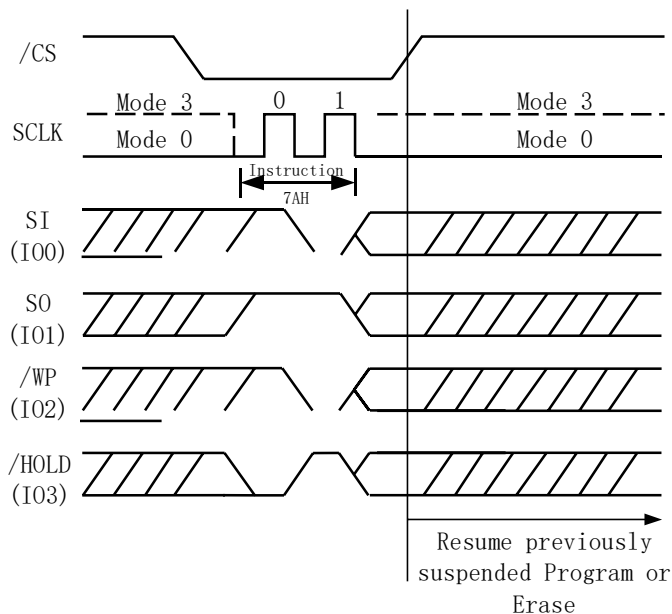 /CS
Mode 3
0
1
Mode 3
SCLK
Mode 0
Mode 0
Instruction
7AH
SI
(IO0)
SO
(IO1)
/WP
(IO2)
/HOLD
(IO3)
Resume previously
suspended Program or
Erase